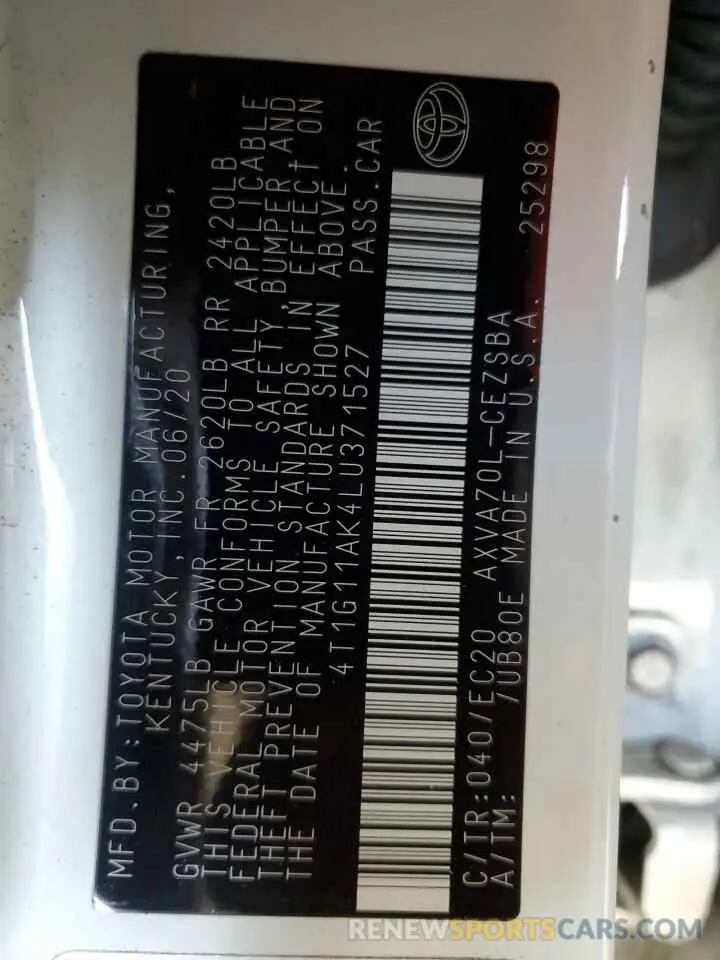 MFD.BY:TOYOTA MOTOR MANUFACTURING,
KENTUCKY,INC.06/20
GVWR 4475LB GAWR FR 2620LB RR 2420LB
THIS VEHICLE CONFORMS TO ALL APPLICABLE
FEDERAL MOTOR VEHICLE SAFETY,BUMPER,AND
THEFT PREVENTION STANDARDS IN EFFECT ON
THE DATE OF MANUFACTURE SHOWN ABOVE.
4T1G11AK4LU371527 PASS.CAR
C/TR:040/EC20 AXVA70L-CEZSBA
A/TM: /UB80E MADE IN U.S.A. 25298
RENEWSPORTSCARS.COM